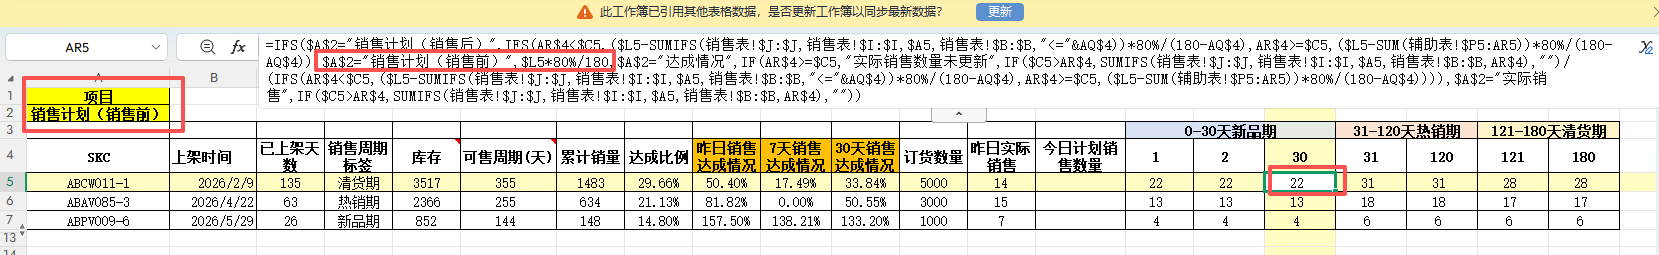 此工作簿已引用其他表格数据，是否更新工作簿以同步最新数据？ 更新
AR5 fx =IFS($A$2="销售计划（销售后）",IFS(AR$4<$C5,($L5-SUMIFS(销售表!$J:$J,销售表!$I:$I,$A5,销售表!$B:$B,"<="&AQ$4))*80%/(180-AQ$4),AR$4>=$C5,($L5-SUM(辅助表!$P5:AR5))*80%/(180-
AQ$4)),$A$2="销售计划（销售前）",$L5*80%/180,$A$2="达成情况",IF(AR$4>=$C5,"实际销售数量未更新",IF($C5>AR$4,SUMIFS(销售表!$J:$J,销售表!$I:$I,$A5,销售表!$B:$B,AR$4),"")/
(IFS(AR$4<$C5,($L5-SUMIFS(销售表!$J:$J,销售表!$I:$I,$A5,销售表!$B:$B,"<="&AQ$4))*80%/(180-AQ$4),AR$4>=$C5,($L5-SUM(辅助表!$P5:AR5))*80%/(180-AQ$4)))),$A$2="实际销
售",IF($C5>AR$4,SUMIFS(销售表!$J:$J,销售表!$I:$I,$A5,销售表!$B:$B,AR$4),""))
A
1 项目
2 销售计划（销售前）
3 0-30天新品期 31-120天热销期 121-180天清货期
4 SKC 上架时间 已上架天数 销售周期标签 库存 可售周期(天) 累计销量 达成比例 昨日销售达成情况 7天销售达成情况 30天销售达成情况 订货数量 昨日实际销售 今日计划销售数量 1 2 30 31 120 121 180
5 ABCW011-1 2026/2/9 135 清货期 3517 355 1483 29.66% 50.40% 17.49% 33.84% 5000 14 22 22 22 31 31 28 28
6 ABAV085-3 2026/4/22 63 热销期 2366 255 634 21.13% 81.82% 0.00% 50.55% 3000 15 13 13 13 18 18 17 17
7 ABPV009-6 2026/5/29 26 新品期 852 144 148 14.80% 157.50% 138.21% 133.20% 1000 7 4 4 4 6 6 6 6
13
14